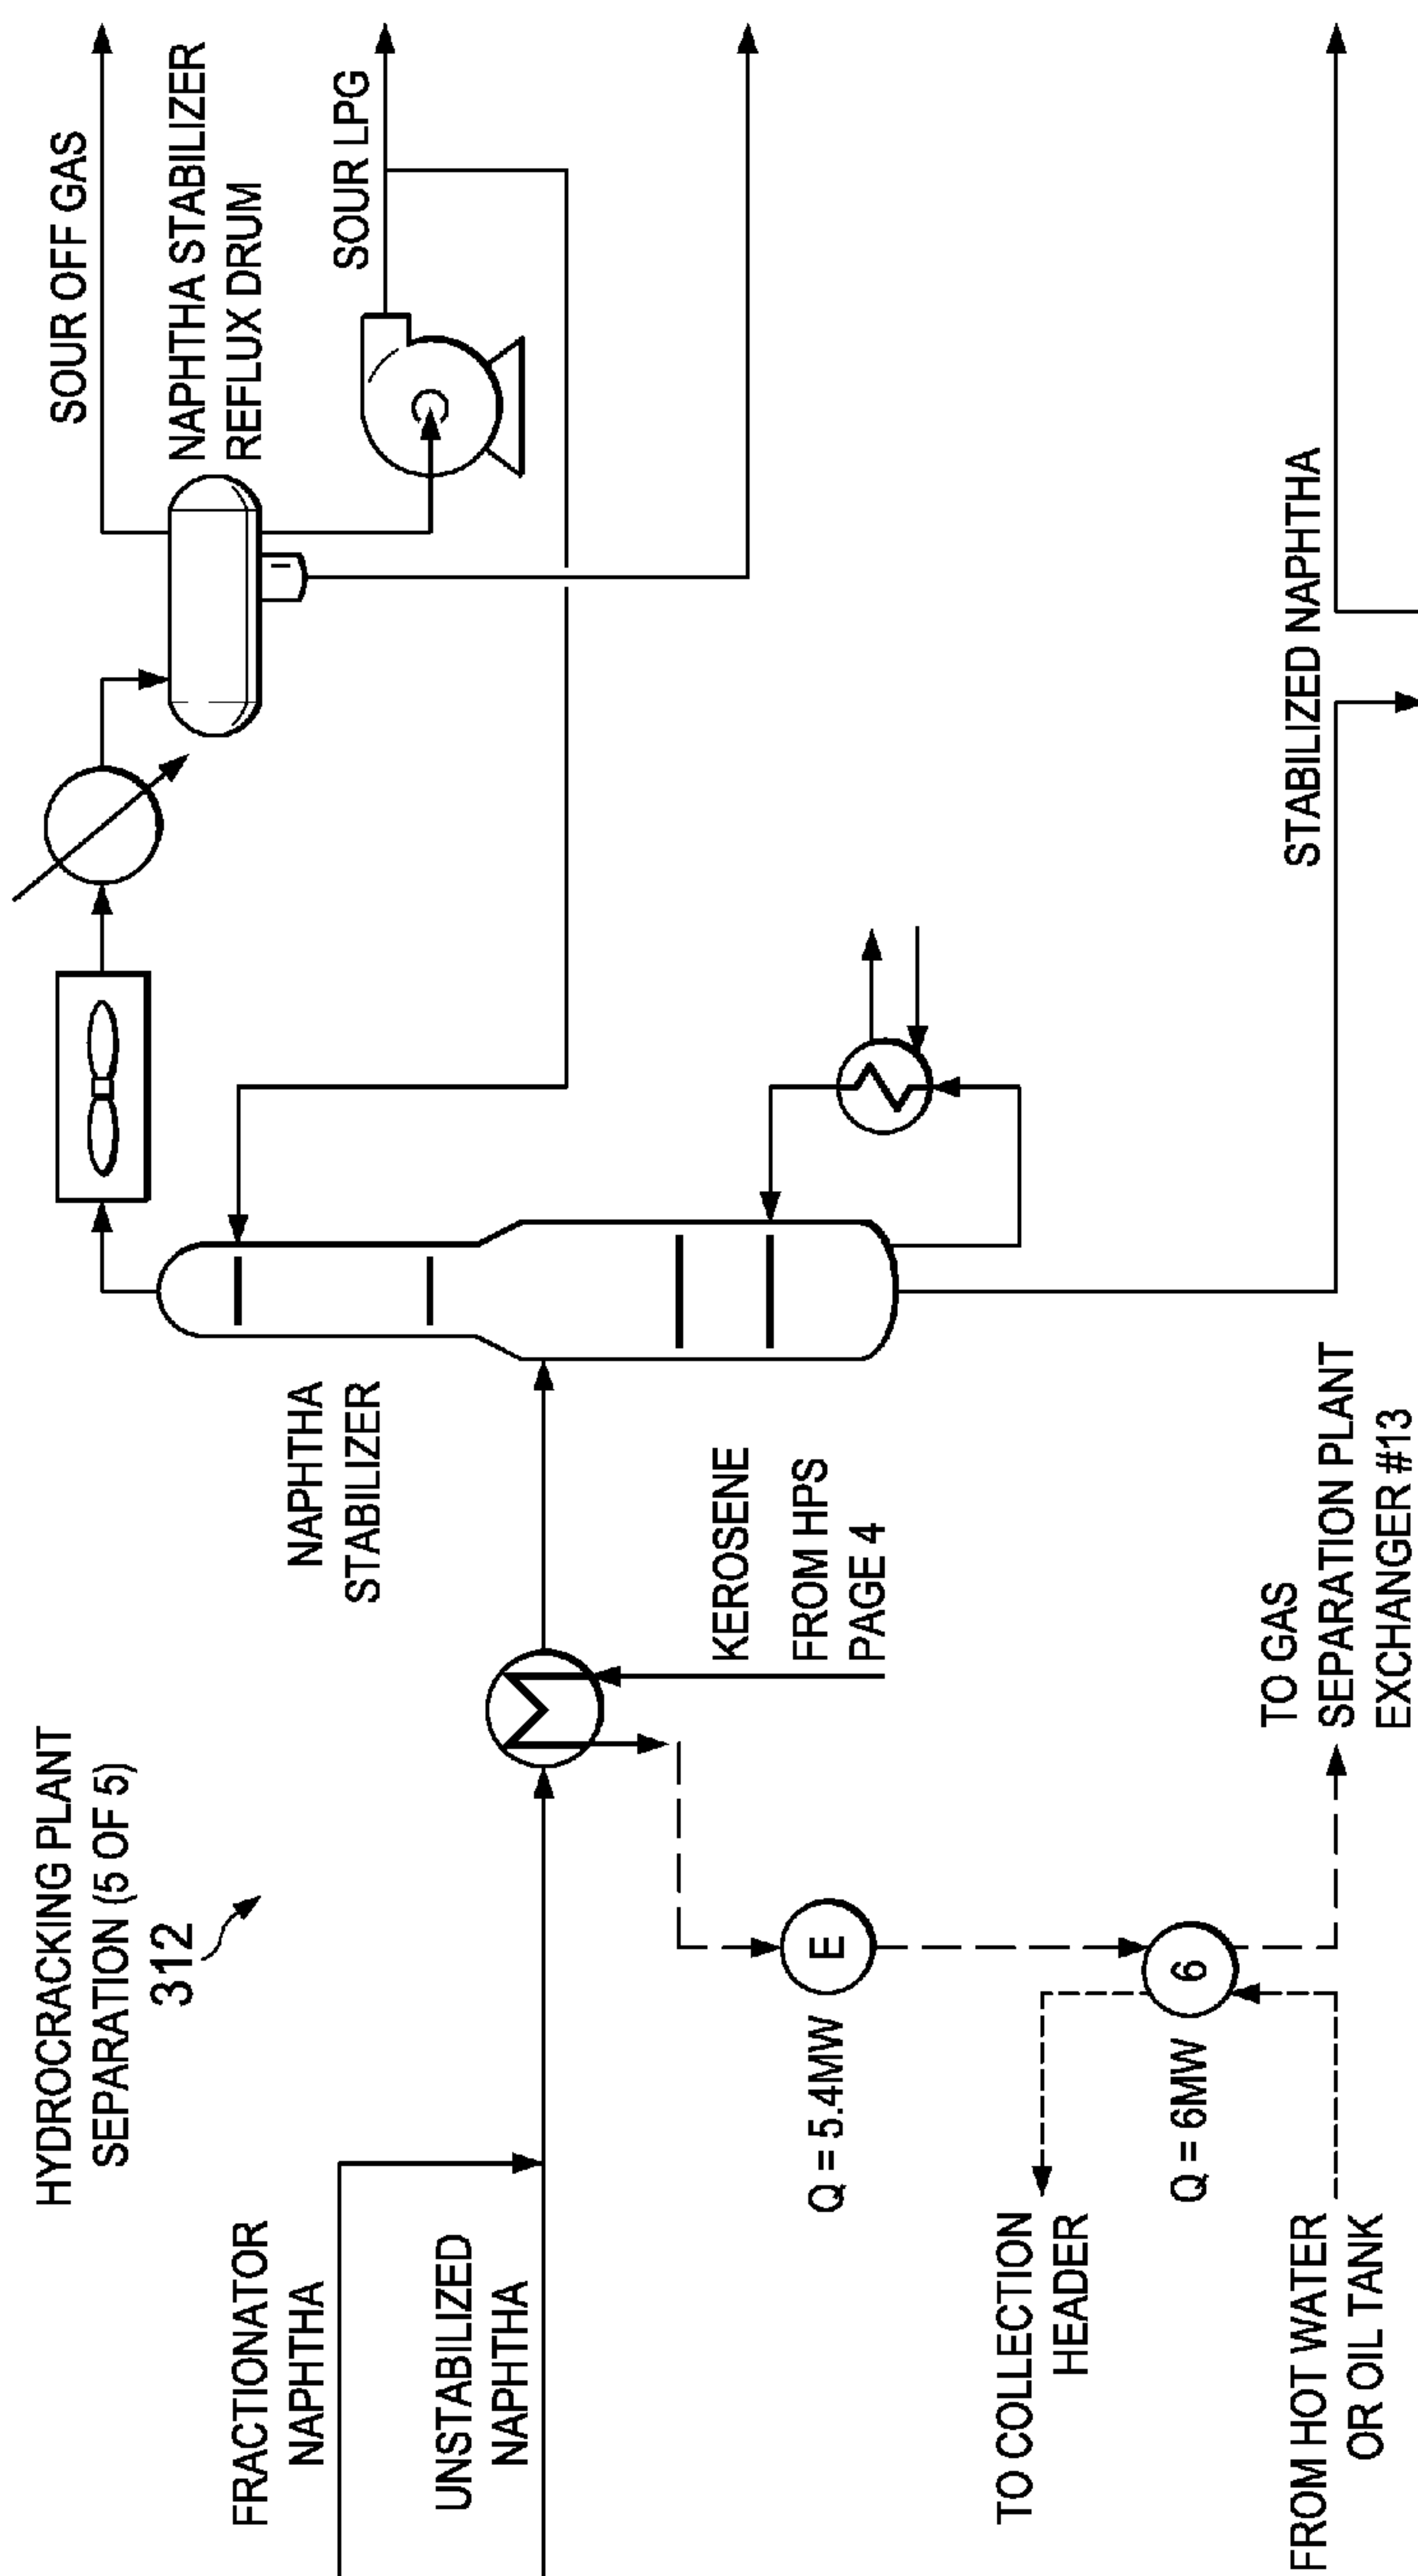 HYDROCRACKING PLANT
SEPARATION (5 OF 5)
312
FRACTIONATOR
NAPHTHA
UNSTABILIZED
NAPHTHA
NAPHTHA
STABILIZER
SOUR OFF GAS
NAPHTHA STABILIZER
REFLUX DRUM
SOUR LPG
KEROSENE
FROM HPS
PAGE 4
E
Q = 5.4MW
6
Q = 6MW
TO COLLECTION
HEADER
FROM HOT WATER
OR OIL TANK
TO GAS
SEPARATION PLANT
EXCHANGER #13
STABILIZED NAPHTHA